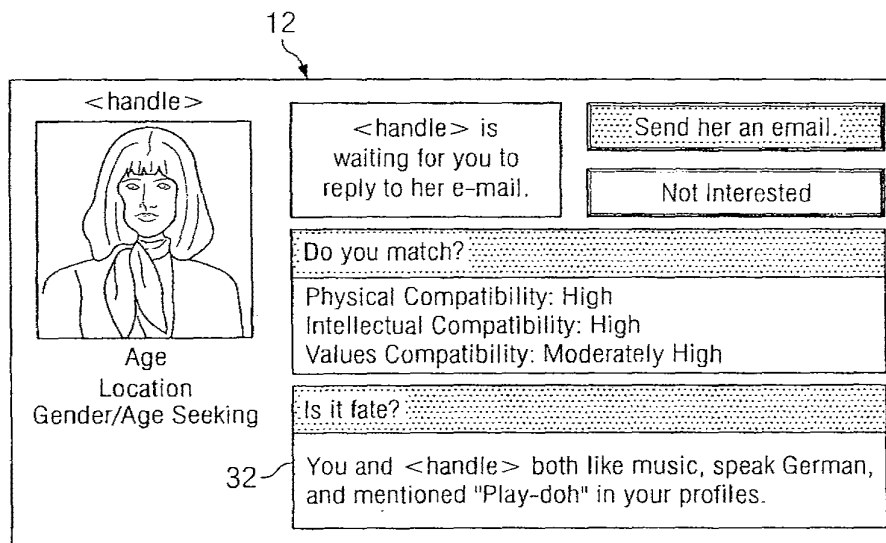 12
<handle>
Age
Location
Gender/Age Seeking
<handle> is
waiting for you to
reply to her e-mail.
Send her an email.
Not Interested
Do you match?
Physical Compatibility: High
Intellectual Compatibility: High
Values Compatibility: Moderately High
Is it fate?
32
You and <handle> both like music, speak German,
and mentioned "Play-doh" in your profiles.